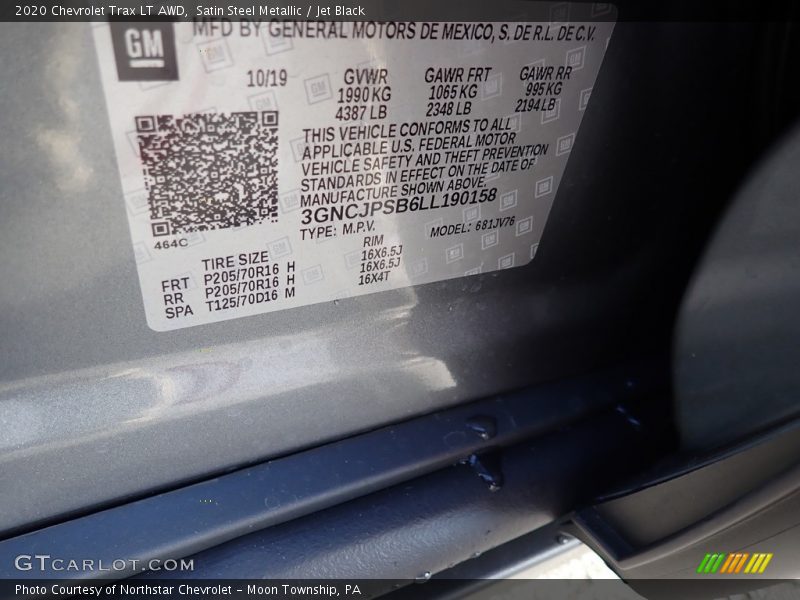 2020 Chevrolet Trax LT AWD, Satin Steel Metallic / Jet Black
GM
MFD BY GENERAL MOTORS DE MEXICO, S. DE R.L. DE C.V.
10/19 GVWR GAWR FRT GAWR RR
1990 KG 1065 KG 995 KG
4387 LB 2348 LB 2194 LB
THIS VEHICLE CONFORMS TO ALL
APPLICABLE U.S. FEDERAL MOTOR
VEHICLE SAFETY AND THEFT PREVENTION
STANDARDS IN EFFECT ON THE DATE OF
MANUFACTURE SHOWN ABOVE.
3GNCJPSB6LL190158
TYPE: M.P.V. MODEL: 681JV76
464C
TIRE SIZE RIM
FRT P205/70R16 H 16X6.5J
RR P205/70R16 H 16X6.5J
SPA T125/70D16 M 16X4T
GTCARLOT.COM
Photo Courtesy of Northstar Chevrolet - Moon Township, PA